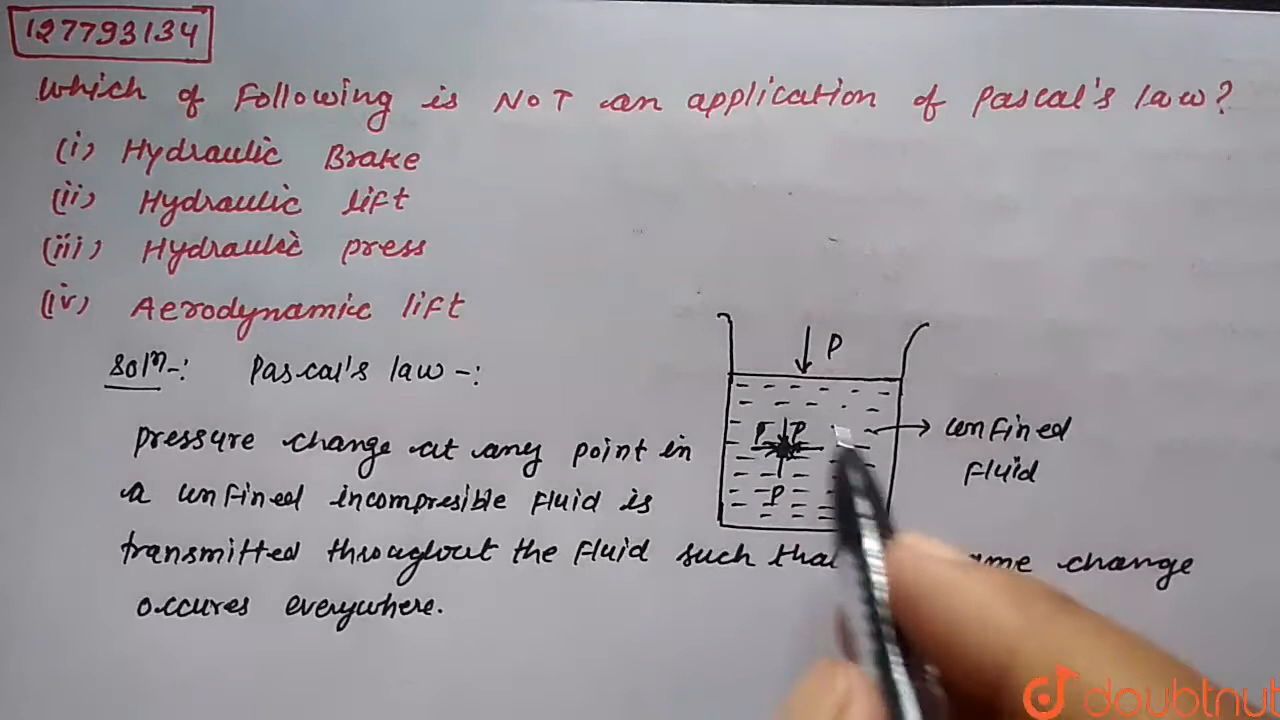 127793134
Which of Following is NOT an application of Pascal's law?
(i) Hydraulic Brake
(ii) Hydraulic lift
(iii) Hydraulic press
(iv) Aerodynamic lift
Solⁿ-: Pascal's law -:
P
pressure change at any point in
a confined incompresible fluid is
transmitted throughout the fluid such that same change
occures everywhere.
P P
P
confined
fluid
doubtnut